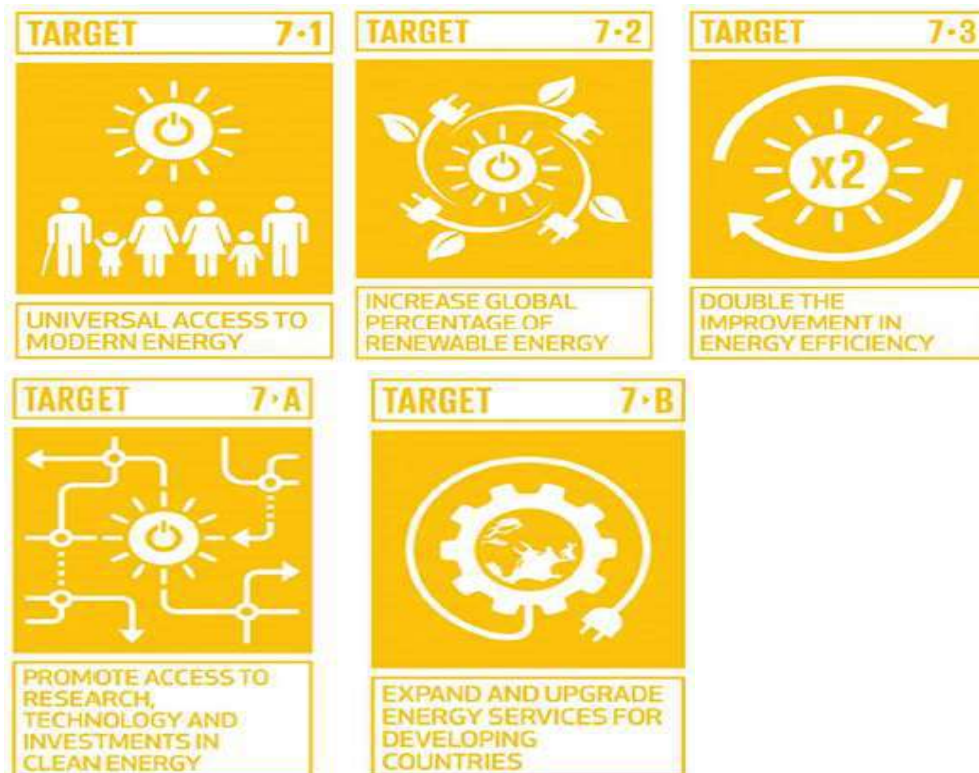 TARGET 7·1
UNIVERSAL ACCESS TO
MODERN ENERGY
TARGET 7·2
INCREASE GLOBAL
PERCENTAGE OF
RENEWABLE ENERGY
TARGET 7·3
X2
DOUBLE THE
IMPROVEMENT IN
ENERGY EFFICIENCY
TARGET 7·A
PROMOTE ACCESS TO
RESEARCH,
TECHNOLOGY AND
INVESTMENTS IN
CLEAN ENERGY
TARGET 7·B
EXPAND AND UPGRADE
ENERGY SERVICES FOR
DEVELOPING
COUNTRIES